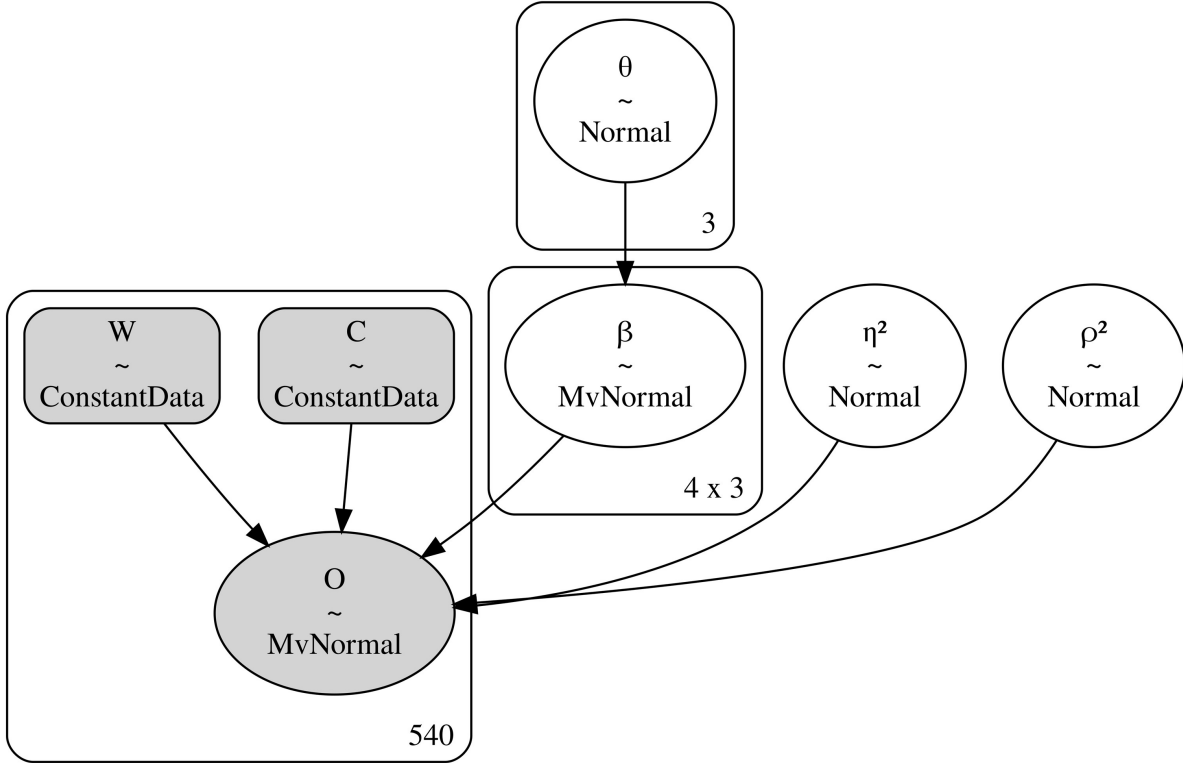 θ
~
Normal
3
W
~
ConstantData
C
~
ConstantData
β
~
MvNormal
4 x 3
η²
~
Normal
ρ²
~
Normal
O
~
MvNormal
540